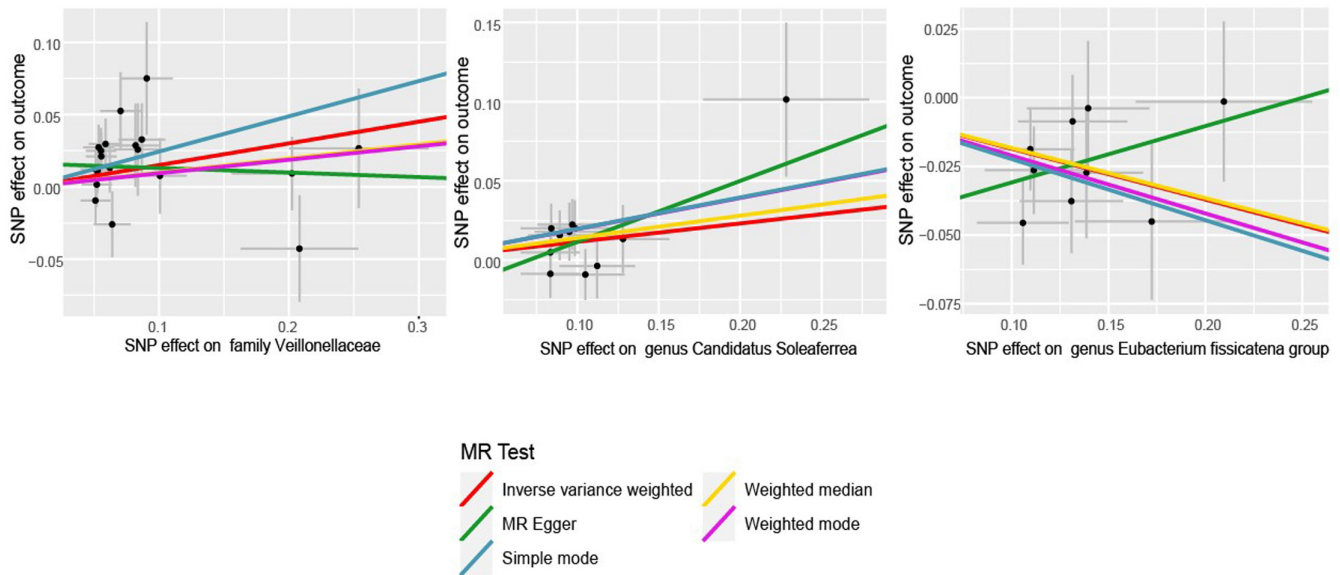 SNP effect on outcome
0.10
0.05
0.00
−0.05
0.1
0.2
0.3
SNP effect on family Veillonellaceae
SNP effect on outcome
0.15
0.10
0.05
0.00
0.10
0.15
0.20
0.25
SNP effect on genus Candidatus Soleaferrea
SNP effect on outcome
0.025
0.000
−0.025
−0.050
−0.075
0.10
0.15
0.20
0.25
SNP effect on genus Eubacterium fissicatena group
MR Test
Inverse variance weighted
Weighted median
MR Egger
Weighted mode
Simple mode